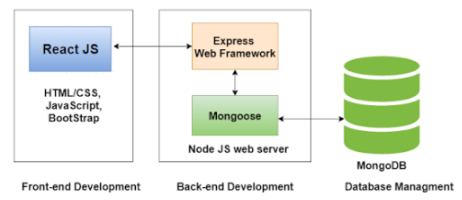 React JS
HTML/CSS,
JavaScript,
BootStrap
Express
Web Framework
Mongoose
Node JS web server
MongoDB
Front-end Development
Back-end Development
Database Managment